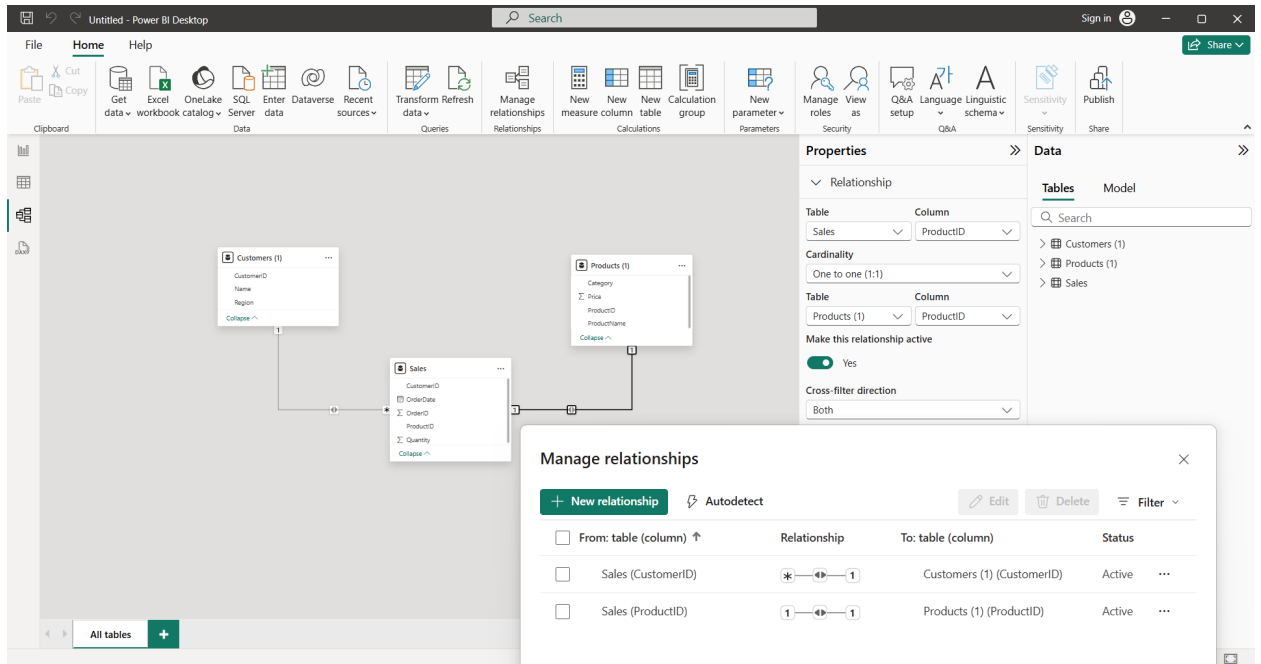 Untitled - Power BI Desktop
Search
Sign in
File Home Help
Share
Paste
Cut
Copy
Get data
Excel workbook
OneLake catalog
SQL Server
Enter data
Dataverse
Recent sources
Transform data
Refresh
Manage relationships
New measure
New column
New table
Calculation group
New parameter
Manage roles
View as
Q&A setup
Language
Linguistic schema
Sensitivity
Publish
Clipboard Data Queries Relationships Calculations Parameters Security Q&A Sensitivity Share
DAX
Customers (1)
CustomerID
Name
Region
Collapse
1
Products (1)
Category
Σ Price
ProductID
ProductName
Collapse
1
Sales
CustomerID
OrderDate
Σ OrderID
ProductID
Σ Quantity
Collapse
*
1
All tables
Properties
Relationship
Table Column
Sales ProductID
Cardinality
One to one (1:1)
Table Column
Products (1) ProductID
Make this relationship active
Yes
Cross-filter direction
Both
Data
Tables Model
Search
Customers (1)
Products (1)
Sales
Manage relationships
+ New relationship Autodetect Edit Delete Filter
From: table (column) ↑ Relationship To: table (column) Status
Sales (CustomerID) * 1 Customers (1) (CustomerID) Active ...
Sales (ProductID) 1 1 Products (1) (ProductID) Active ...